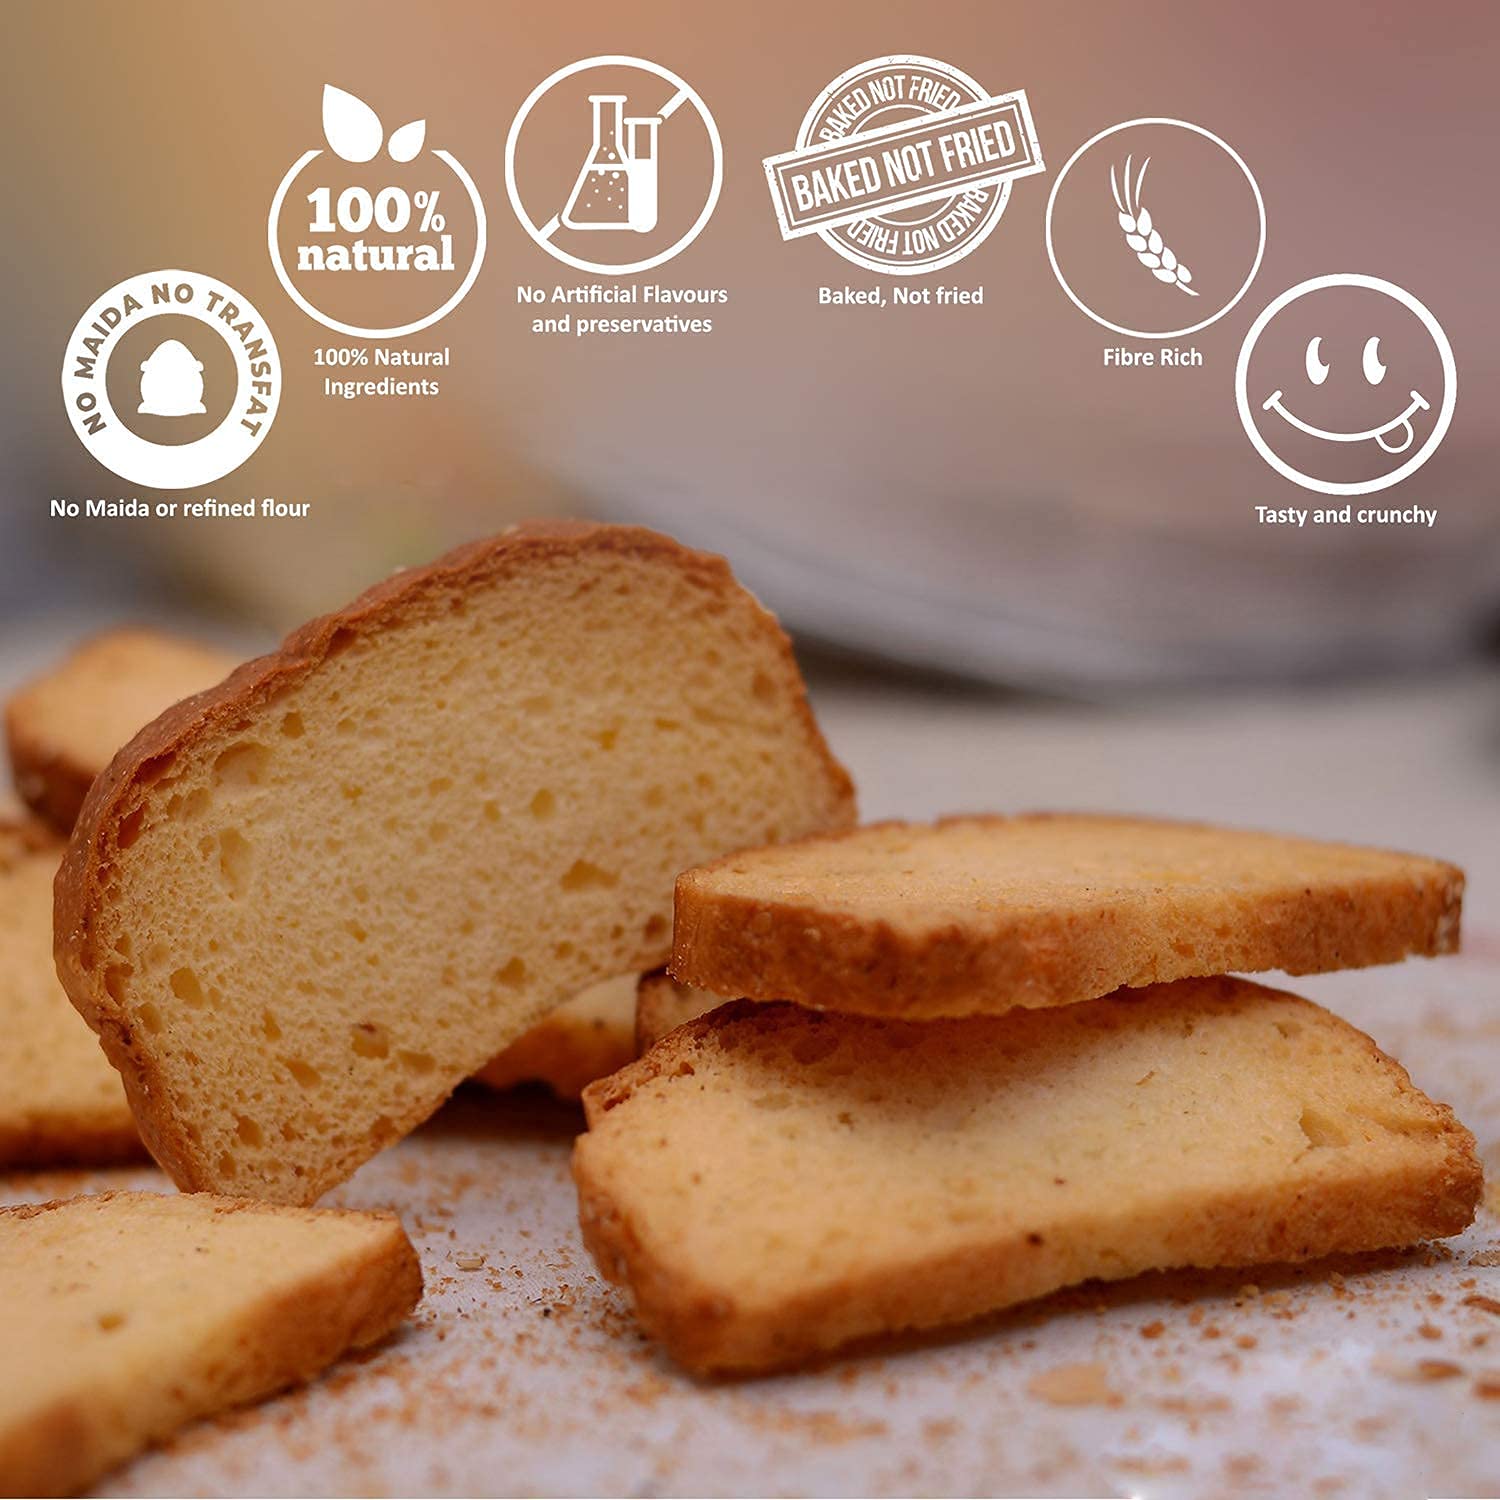 NO MAIDA NO TRANSFAT
No Maida or refined flour
100%
natural
100% Natural
Ingredients
No Artificial Flavours
and preservatives
BAKED NOT FRIED
BAKED NOT FRIED
BAKED NOT FRIED
Baked, Not fried
Fibre Rich
Tasty and crunchy